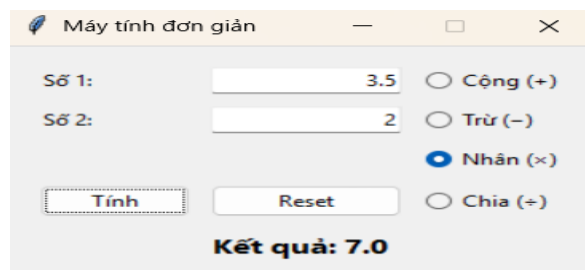 Máy tính đơn giản
Số 1: 3.5 Cộng (+)
Số 2: 2 Trừ (−)
Nhân (×)
Tính Reset Chia (÷)
Kết quả: 7.0